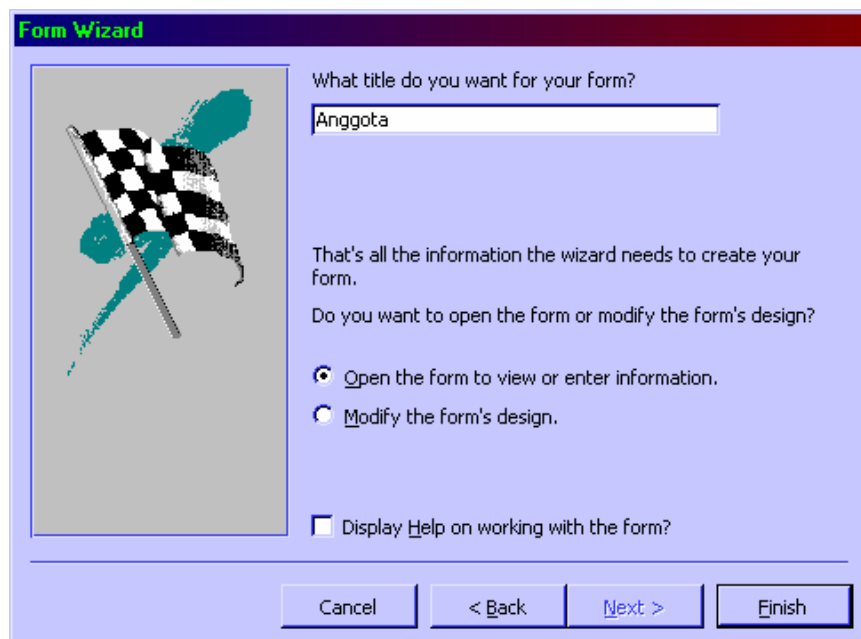 Form Wizard
What title do you want for your form?
Anggota
That's all the information the wizard needs to create your
form.
Do you want to open the form or modify the form's design?
Open the form to view or enter information.
Modify the form's design.
Display Help on working with the form?
Cancel
< Back
Next >
Finish